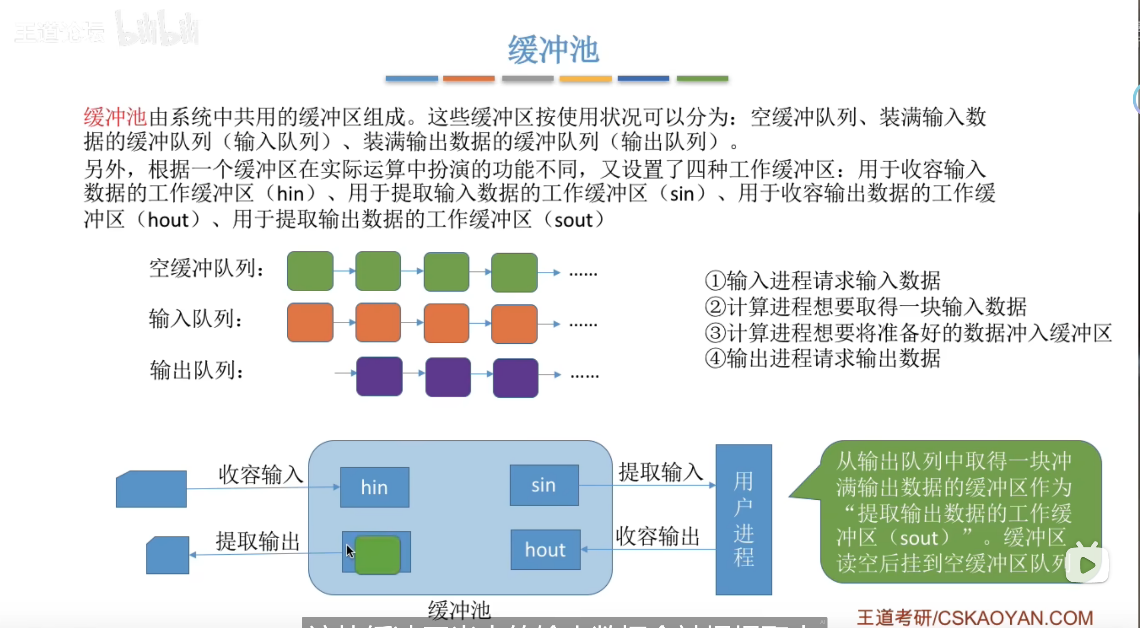 王道论坛 bilibili
缓冲池
缓冲池由系统中共用的缓冲区组成。这些缓冲区按使用状况可以分为：空缓冲队列、装满输入数
据的缓冲队列（输入队列）、装满输出数据的缓冲队列（输出队列）。
另外，根据一个缓冲区在实际运算中扮演的功能不同，又设置了四种工作缓冲区：用于收容输入
数据的工作缓冲区（hin）、用于提取输入数据的工作缓冲区（sin）、用于收容输出数据的工作缓
冲区（hout）、用于提取输出数据的工作缓冲区（sout）
空缓冲队列： ......
输入队列： ......
输出队列： ......
①输入进程请求输入数据
②计算进程想要取得一块输入数据
③计算进程想要将准备好的数据冲入缓冲区
④输出进程请求输出数据
收容输入
hin
sin
提取输入
提取输出
hout
收容输出
用户进程
缓冲池
从输出队列中取得一块冲
满输出数据的缓冲区作为
“提取输出数据的工作缓
冲区（sout）”。缓冲区
读空后挂到空缓冲区队列
王道考研/CSKAOYAN.COM